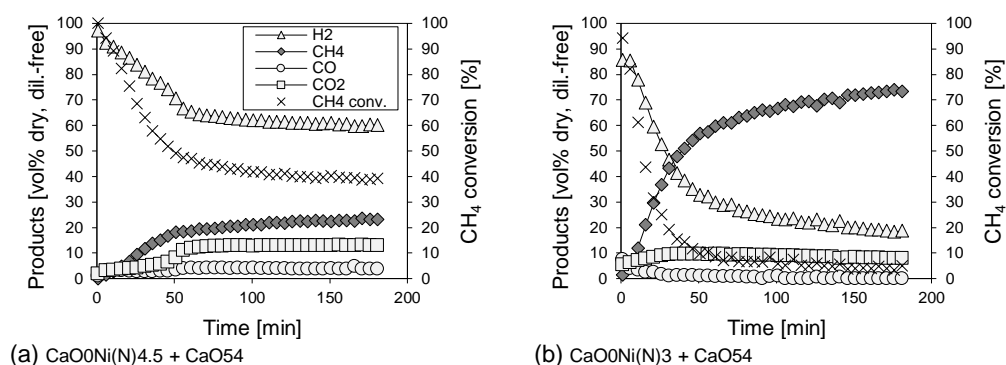 100
90
80
70
60
50
40
30
20
10
0
Products [vol% dry, dil.-free]
H2
CH4
CO
CO2
CH4 conv.
100
90
80
70
60
50
40
30
20
10
0
CH₄ conversion [%]
0 50 100 150 200
Time [min]
(a) CaO0Ni(N)4.5 + CaO54
100
90
80
70
60
50
40
30
20
10
0
Products [vol% dry, dil.-free]
100
90
80
70
60
50
40
30
20
10
0
CH₄ conversion [%]
0 50 100 150 200
Time [min]
(b) CaO0Ni(N)3 + CaO54